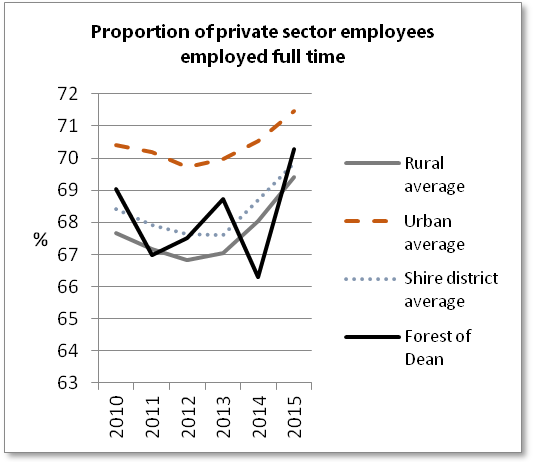 Proportion of private sector employees
employed full time
72
71
70
69
68
67
66
65
64
63
%
2010
2011
2012
2013
2014
2015
Rural
average
Urban
average
Shire district
average
Forest of
Dean